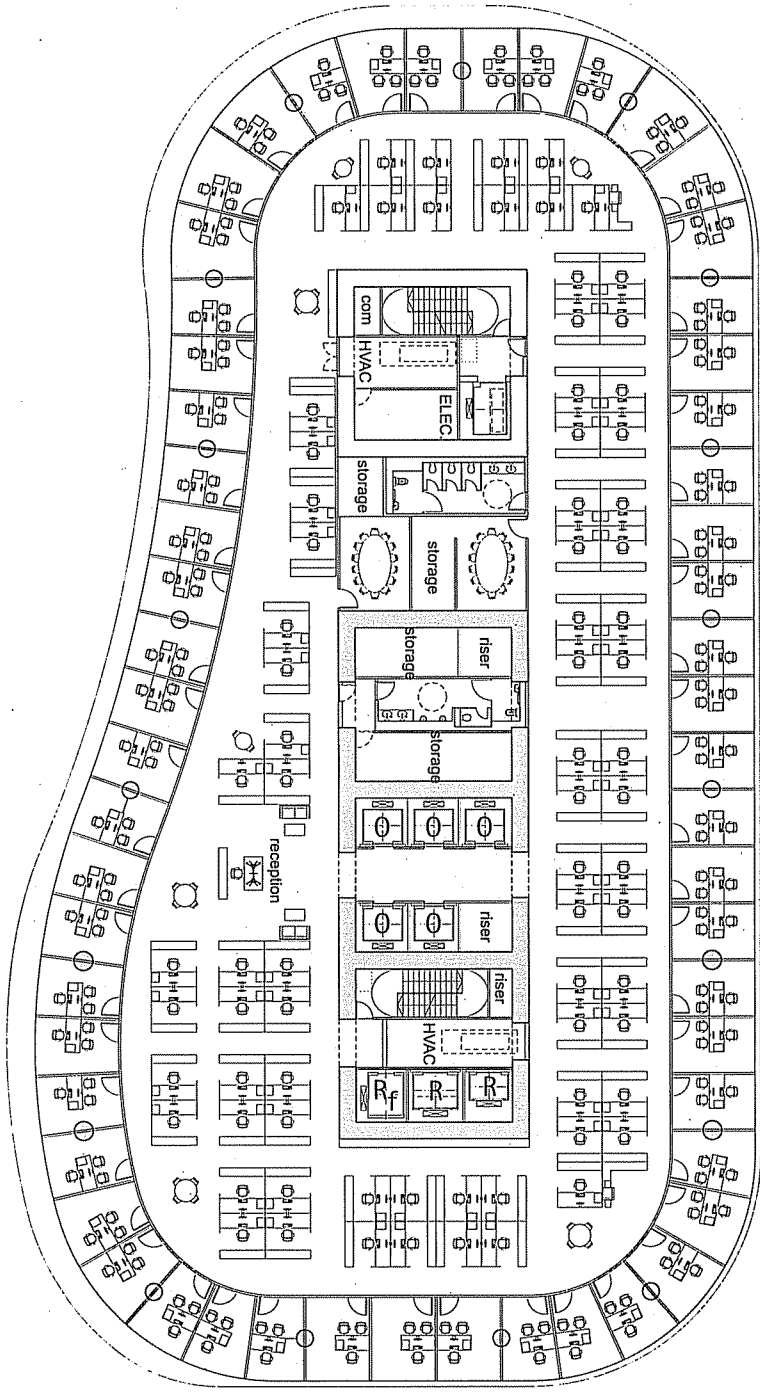 com
HVAC
ELEC.
storage
storage
storage
riser
storage
O
O
O
reception
O
O
riser
riser
HVAC
Rf
R
R